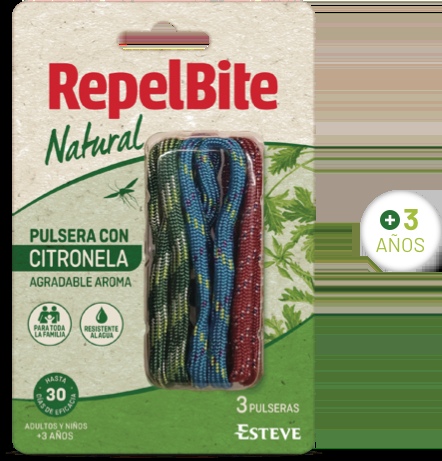 RepelBite
Natural
PULSERA CON
CITRONELA
AGRADABLE AROMA
PARA TODA
LA FAMILIA
RESISTENTE
AL AGUA
HASTA
30
DÍAS DE EFICACIA
ADULTOS Y NIÑOS
+3 AÑOS
3 PULSERAS
ESTEVE
+3
AÑOS